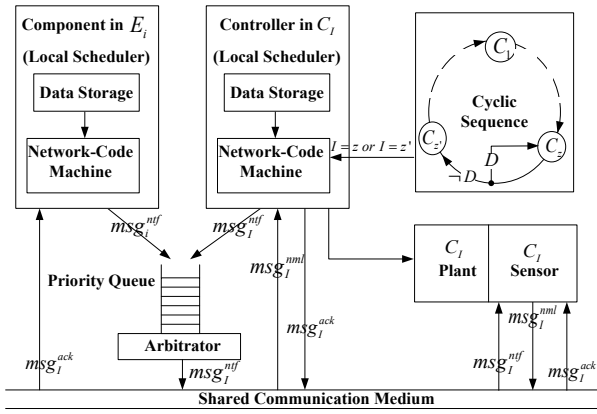 Component in E_i
(Local Scheduler)
Data Storage
Network-Code
Machine
Controller in C_I
(Local Scheduler)
Data Storage
Network-Code
Machine
I = z or I = z'
C_1
Cyclic
Sequence
C_z'
C_z
D
¬D
msg_i^ntf
msg_I^ntf
Priority Queue
Arbitrator
msg_I^ack
msg_I^ntf
msg_I^nml
msg_I^ack
C_I
Plant
C_I
Sensor
msg_I^nml
msg_I^ntf
msg_I^ack
Shared Communication Medium